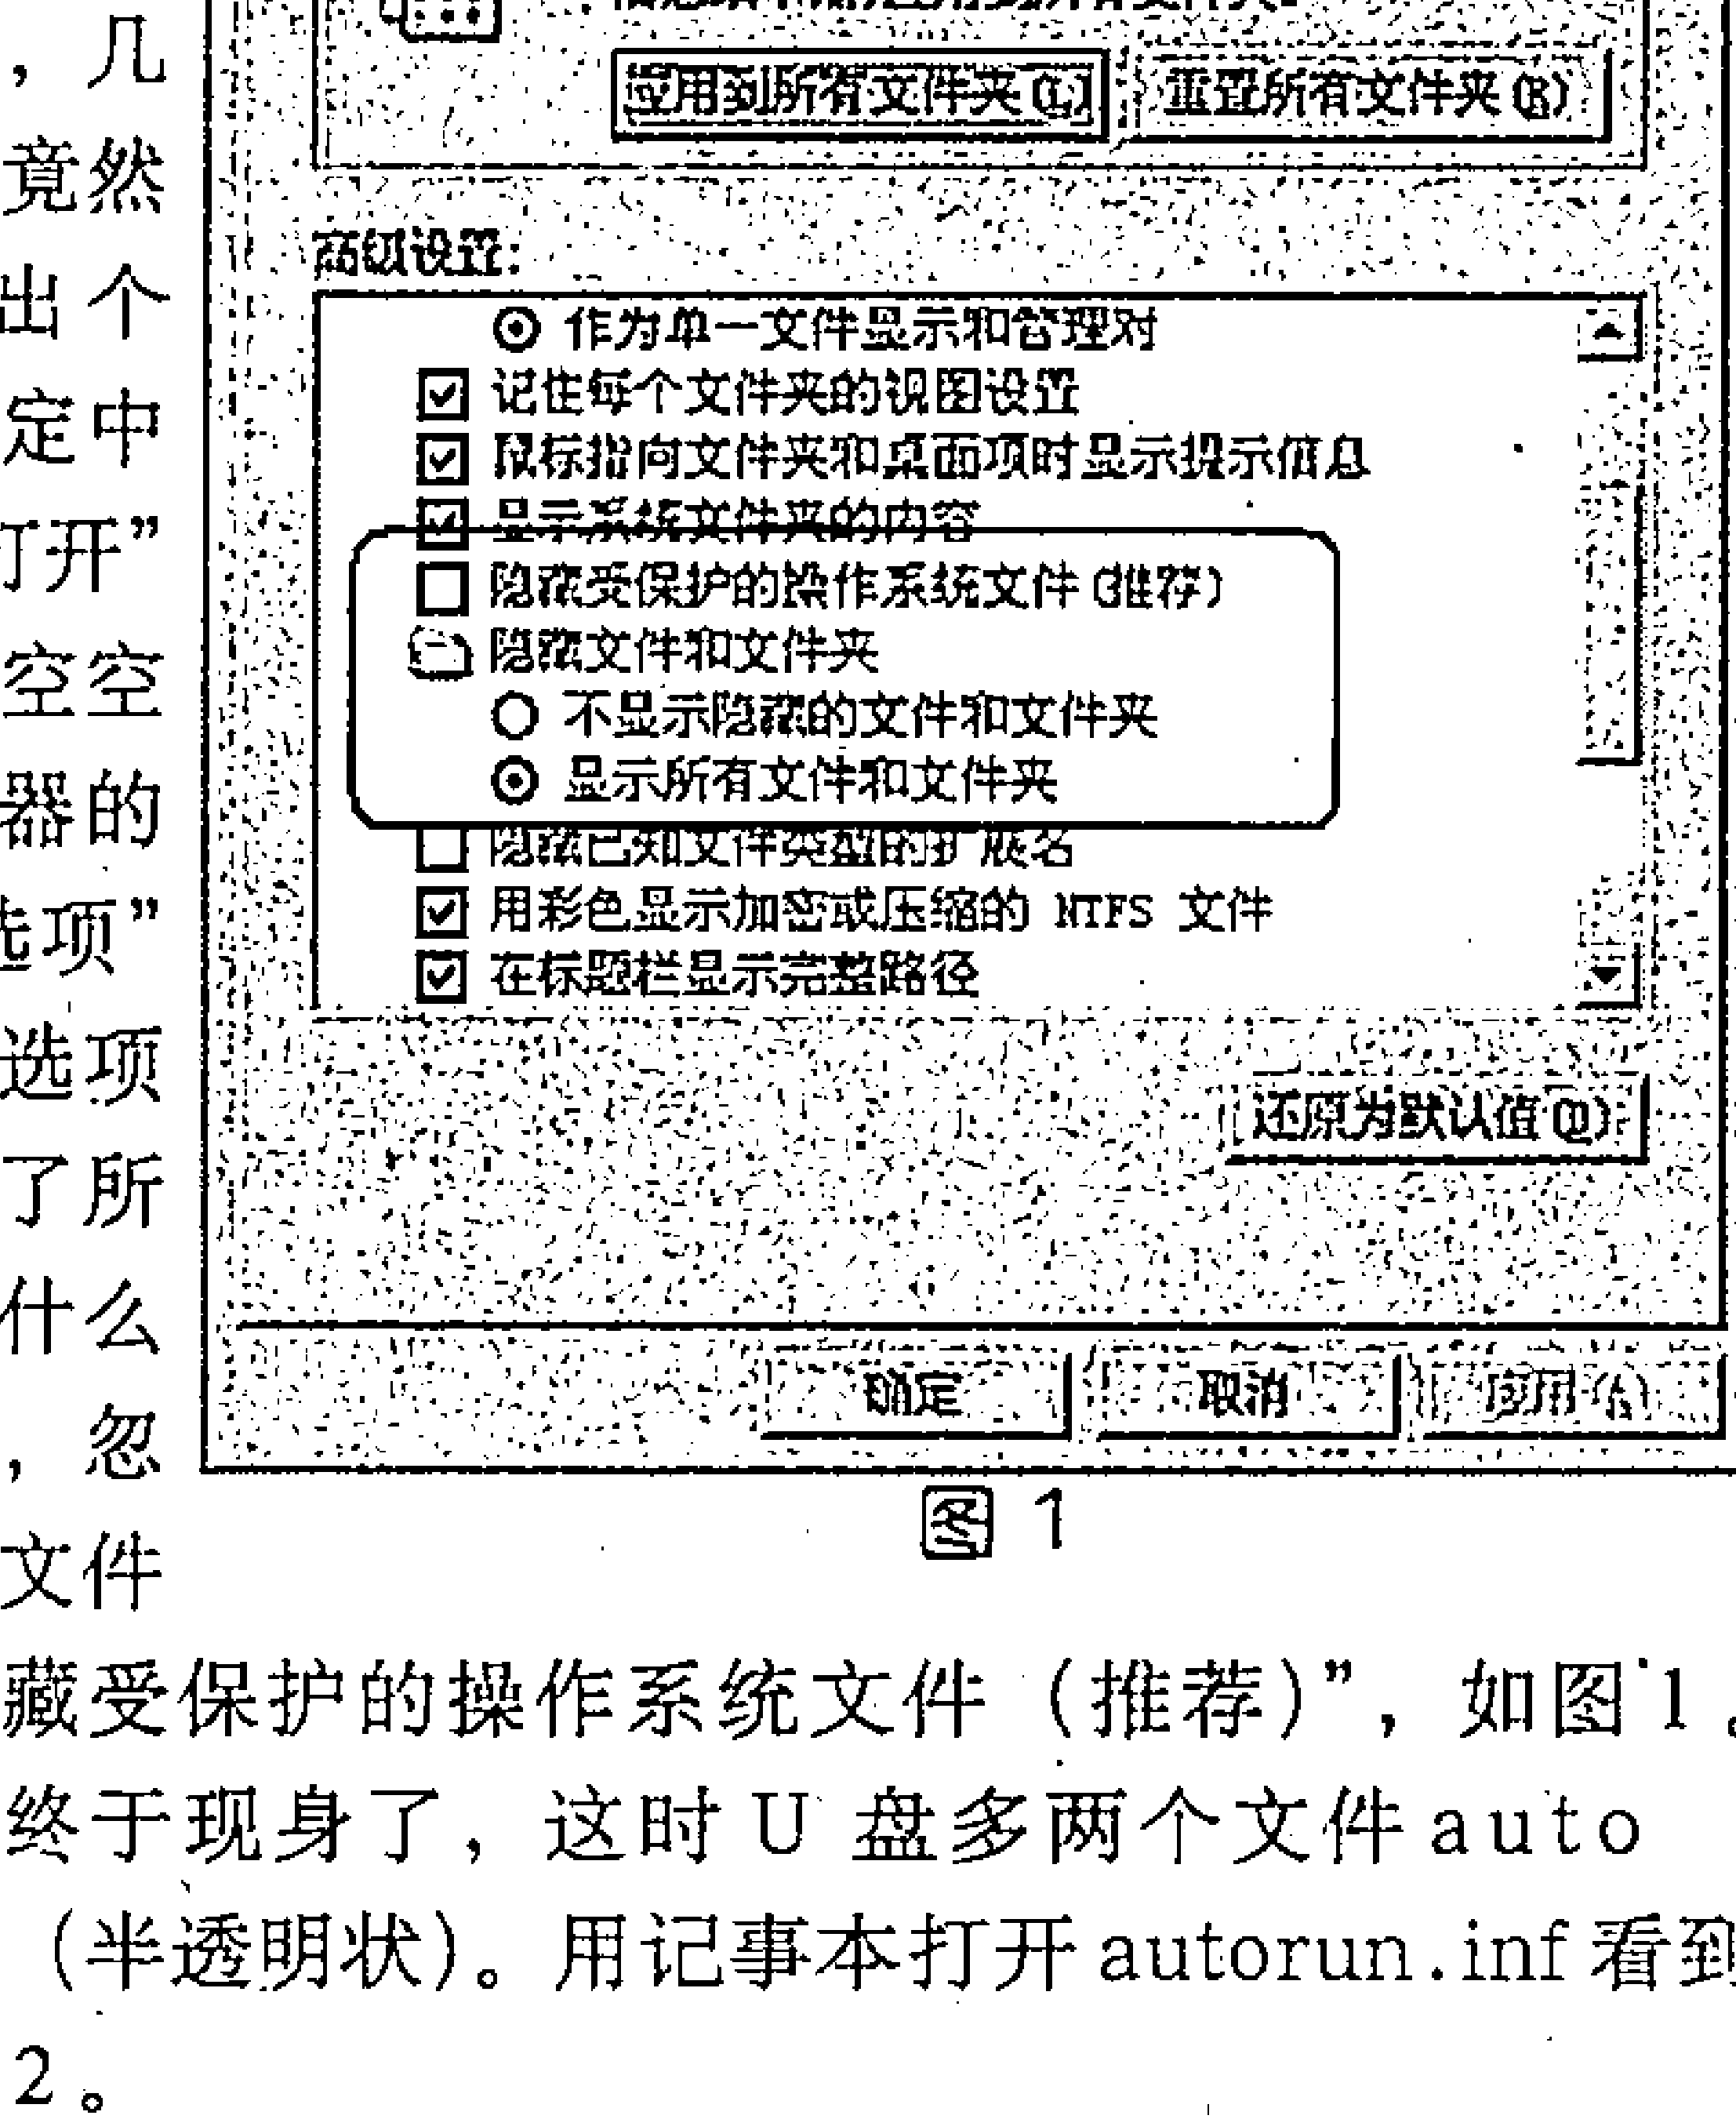 ，几
竟然
出个
定中
打开”
空空
器的
选项”
选项
了所
什么
，忽
文件
应用到所有文件夹(L) 重置所有文件夹(R)
高级设置:
作为单一文件显示和管理对
记住每个文件夹的视图设置
鼠标指向文件夹和桌面项时显示提示信息
显示系统文件夹的内容
隐藏受保护的操作系统文件(推荐)
隐藏文件和文件夹
不显示隐藏的文件和文件夹
显示所有文件和文件夹
隐藏已知文件类型的扩展名
用彩色显示加密或压缩的 NTFS 文件
在标题栏显示完整路径
还原为默认值(D)
确定 取消 应用(A)
图 1
藏受保护的操作系统文件（推荐）”，如图 1。
终于现身了，这时 U 盘多两个文件 auto
（半透明状）。用记事本打开 autorun.inf 看到
2。